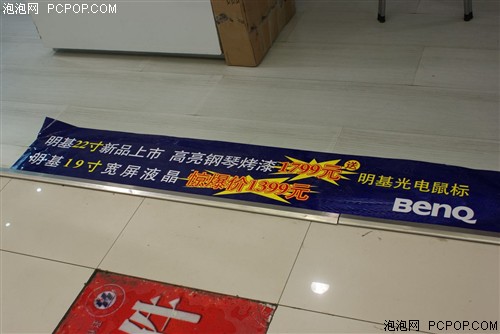 泡泡网 PCPOP.COM
明基22寸新品上市 高亮钢琴烤漆1799元送 明基光电鼠标
明基19寸宽屏液晶 惊爆价1399元
BenQ
件
泡泡网 PCPOP.COM